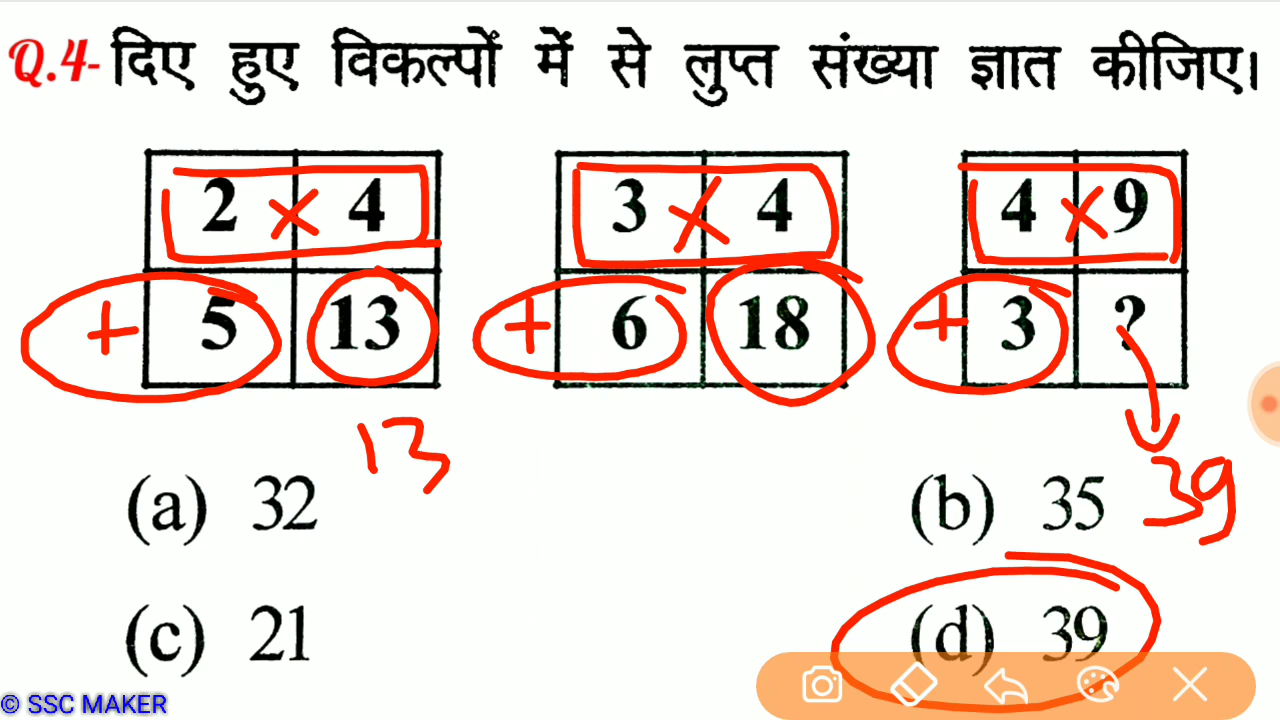 Q.4- दिए हुए विकल्पों में से लुप्त संख्या ज्ञात कीजिए।
2 × 4 3 × 4 4 × 9
+ 5 13 + 6 18 + 3 ?
13
39
(a) 32 (b) 35
(c) 21 (d) 39
© SSC MAKER